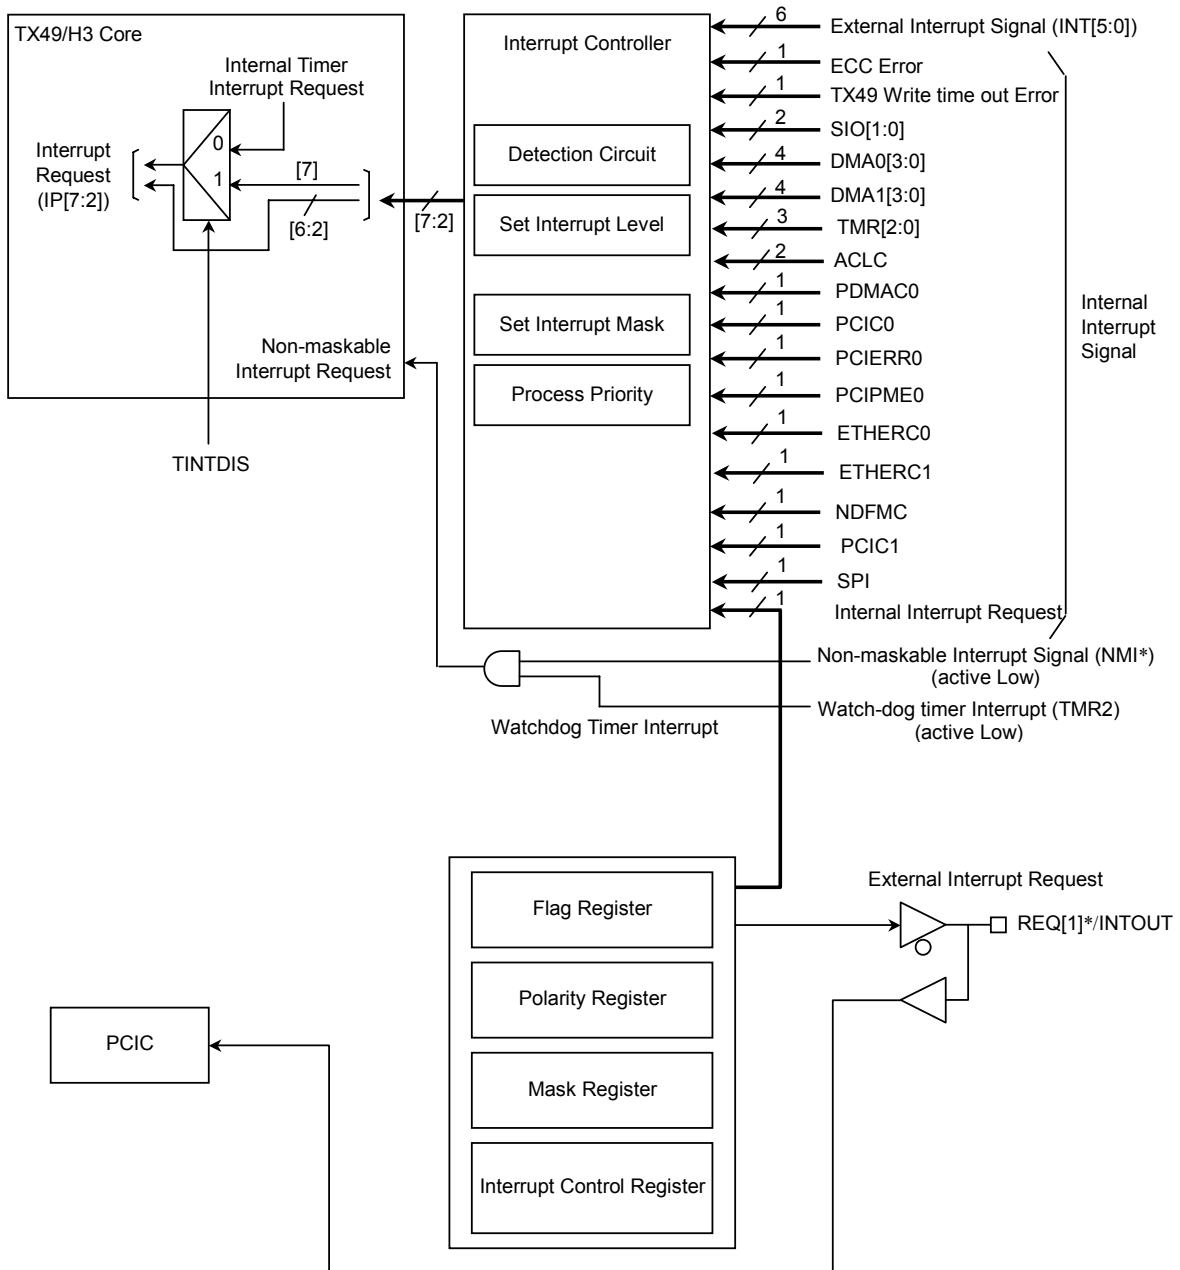 TX49/H3 Core
Internal Timer
Interrupt Request
0
1
Interrupt
Request
(IP[7:2])
[7]
[6:2]
[7:2]
Non-maskable
Interrupt Request
TINTDIS
Interrupt Controller
Detection Circuit
Set Interrupt Level
Set Interrupt Mask
Process Priority
6
External Interrupt Signal (INT[5:0])
1
ECC Error
1
TX49 Write time out Error
2
SIO[1:0]
4
DMA0[3:0]
4
DMA1[3:0]
3
TMR[2:0]
2
ACLC
1
PDMAC0
1
PCIC0
1
PCIERR0
1
PCIPME0
1
ETHERC0
1
ETHERC1
1
NDFMC
1
PCIC1
1
SPI
1
Internal Interrupt Request
Internal
Interrupt
Signal
Non-maskable Interrupt Signal (NMI*)
(active Low)
Watch-dog timer Interrupt (TMR2)
(active Low)
Watchdog Timer Interrupt
Flag Register
Polarity Register
Mask Register
Interrupt Control Register
External Interrupt Request
REQ[1]*/INTOUT
PCIC